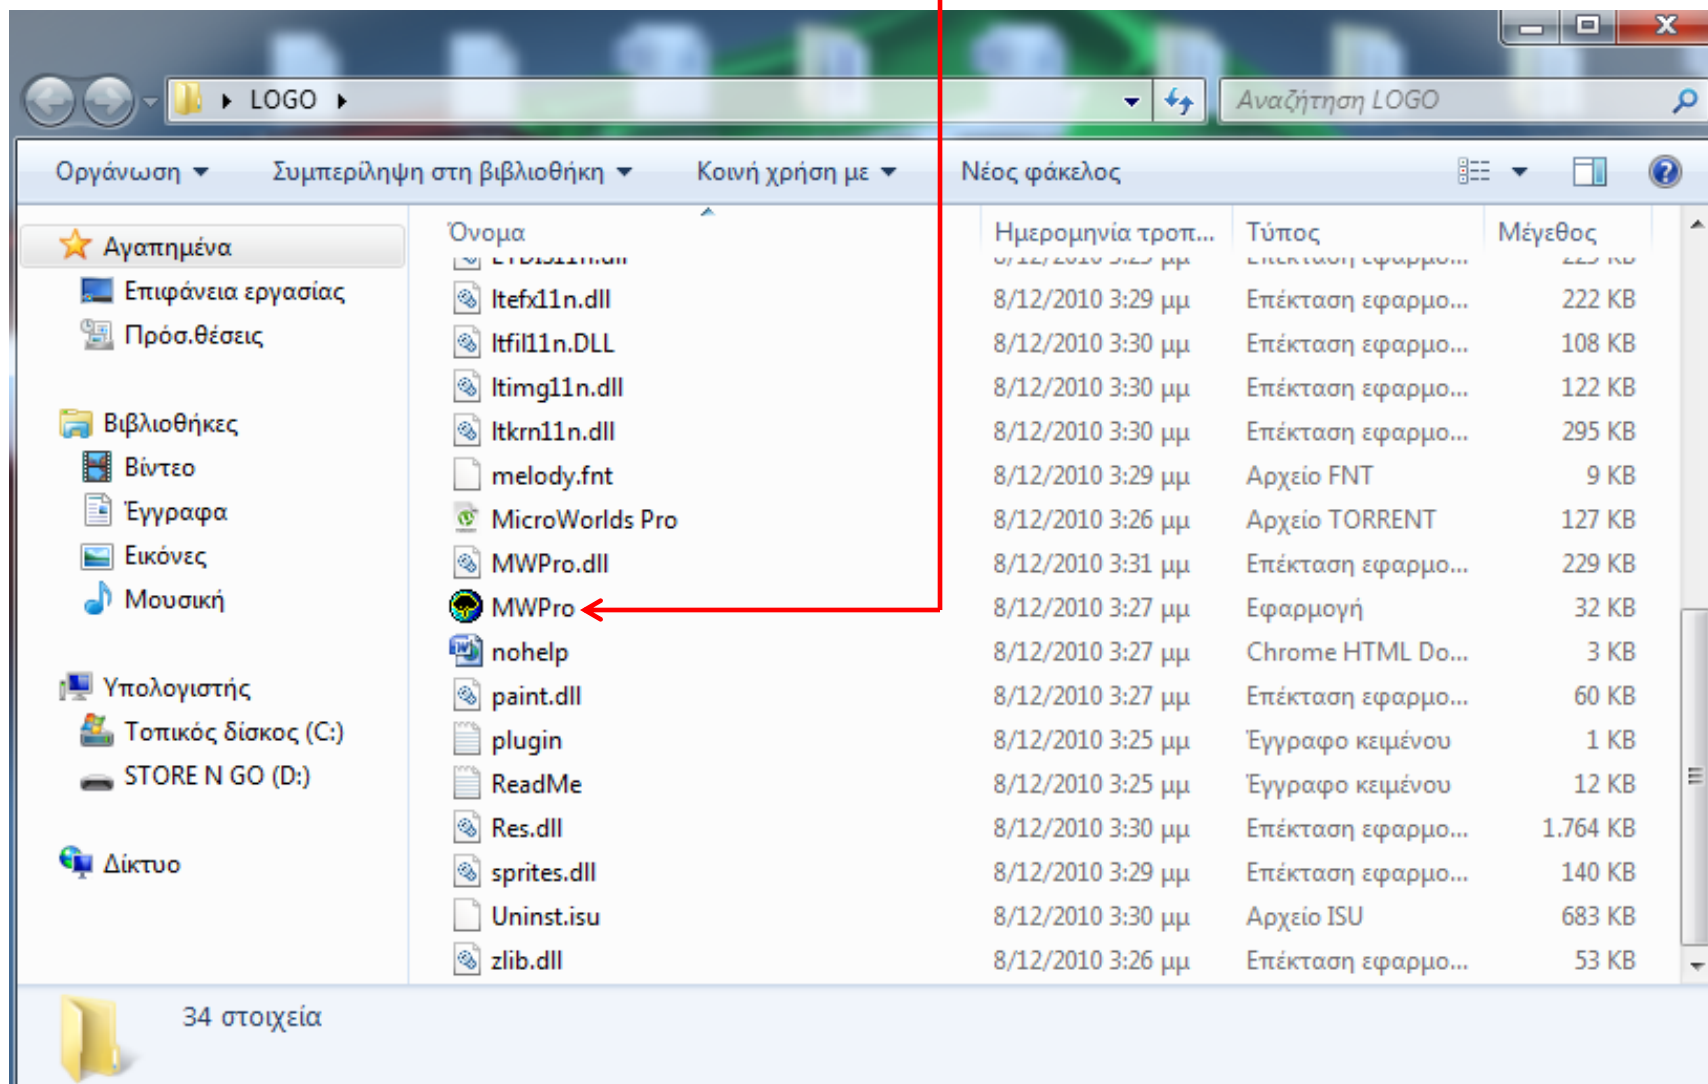 LOGO
Αναζήτηση LOGO
Οργάνωση Συμπερίληψη στη βιβλιοθήκη Κοινή χρήση με Νέος φάκελος
Όνομα Ημερομηνία τροπ... Τύπος Μέγεθος
Αγαπημένα
Επιφάνεια εργασίας
Πρόσ.θέσεις
Βιβλιοθήκες
Βίντεο
Έγγραφα
Εικόνες
Μουσική
Υπολογιστής
Τοπικός δίσκος (C:)
STORE N GO (D:)
Δίκτυο
ltefx11n.dll 8/12/2010 3:29 μμ Επέκταση εφαρμο... 222 KB
ltfil11n.DLL 8/12/2010 3:30 μμ Επέκταση εφαρμο... 108 KB
ltimg11n.dll 8/12/2010 3:30 μμ Επέκταση εφαρμο... 122 KB
ltkrn11n.dll 8/12/2010 3:30 μμ Επέκταση εφαρμο... 295 KB
melody.fnt 8/12/2010 3:29 μμ Αρχείο FNT 9 KB
MicroWorlds Pro 8/12/2010 3:26 μμ Αρχείο TORRENT 127 KB
MWPro.dll 8/12/2010 3:31 μμ Επέκταση εφαρμο... 229 KB
MWPro 8/12/2010 3:27 μμ Εφαρμογή 32 KB
nohelp 8/12/2010 3:27 μμ Chrome HTML Do... 3 KB
paint.dll 8/12/2010 3:27 μμ Επέκταση εφαρμο... 60 KB
plugin 8/12/2010 3:25 μμ Έγγραφο κειμένου 1 KB
ReadMe 8/12/2010 3:25 μμ Έγγραφο κειμένου 12 KB
Res.dll 8/12/2010 3:30 μμ Επέκταση εφαρμο... 1.764 KB
sprites.dll 8/12/2010 3:29 μμ Επέκταση εφαρμο... 140 KB
Uninst.isu 8/12/2010 3:30 μμ Αρχείο ISU 683 KB
zlib.dll 8/12/2010 3:26 μμ Επέκταση εφαρμο... 53 KB
34 στοιχεία